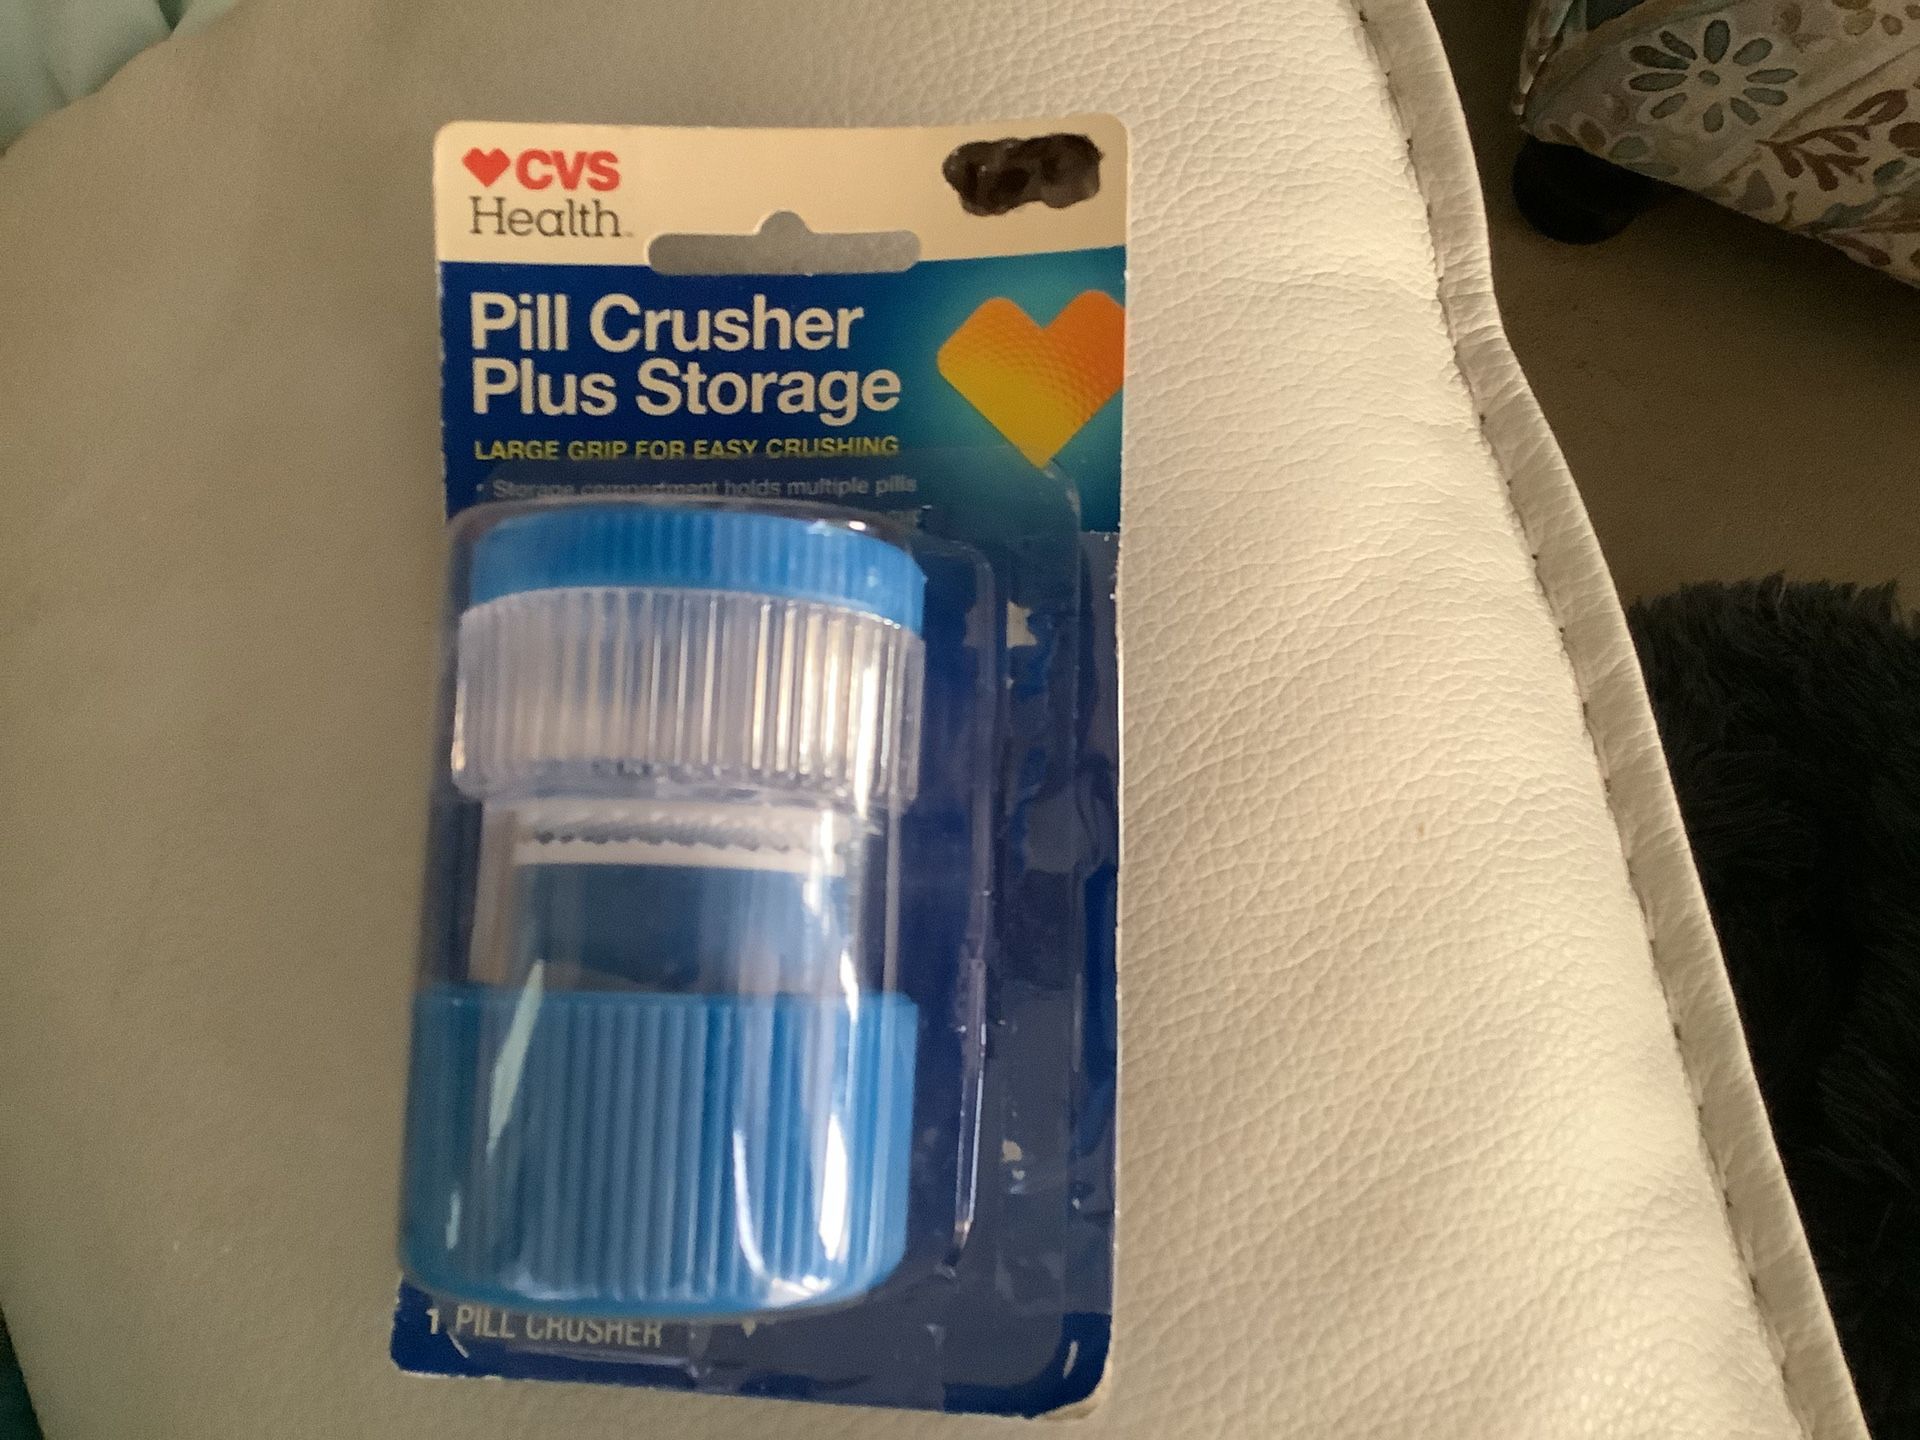 CVS
Health
Pill Crusher
Plus Storage
LARGE GRIP FOR EASY CRUSHING
• Storage compartment holds multiple pills
1 PILL CRUSHER